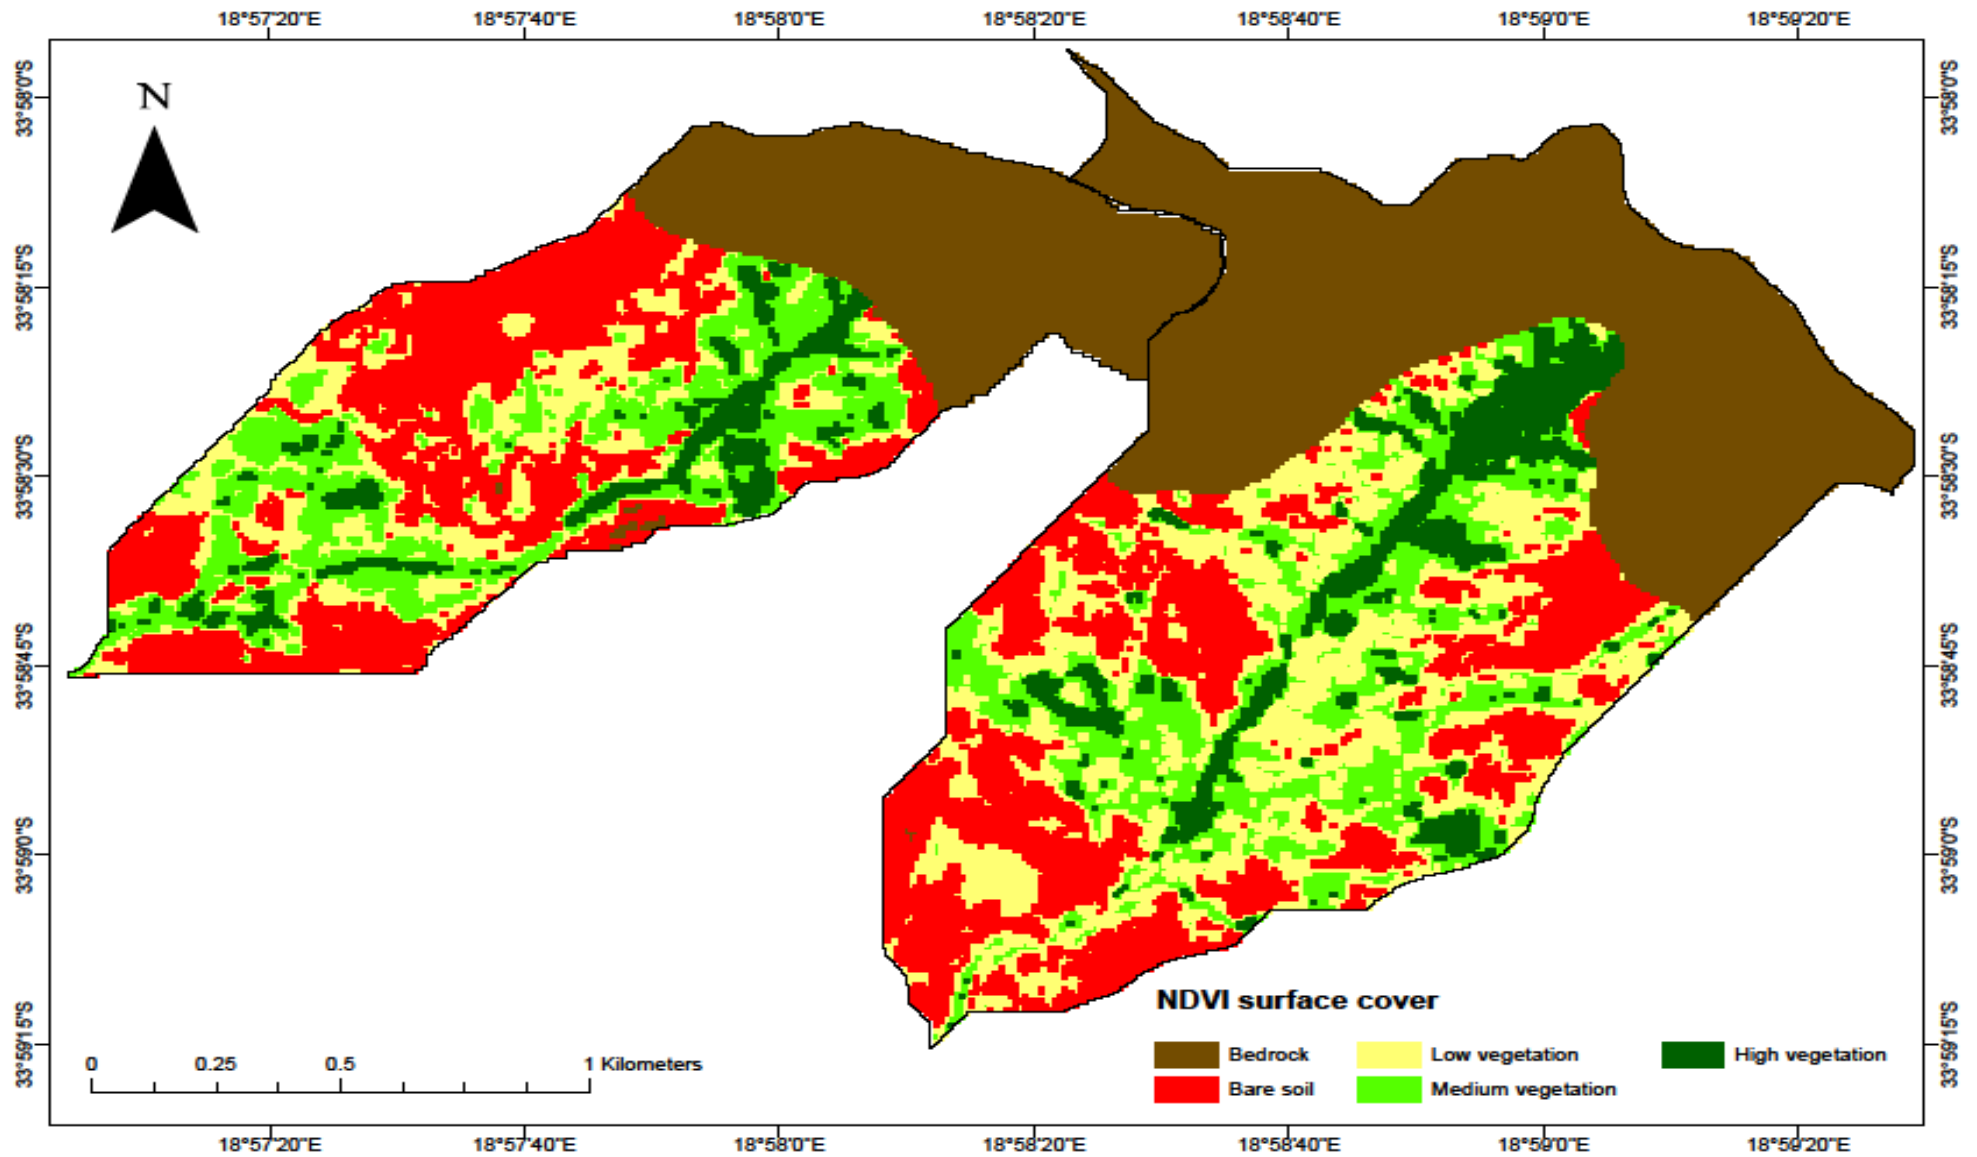 18°57'20"E 18°57'40"E 18°58'0"E 18°58'20"E 18°58'40"E 18°59'0"E 18°59'20"E
33°58'0"S
33°58'15"S
33°58'30"S
33°58'45"S
33°59'0"S
33°59'15"S
N
33°58'0"S
33°58'15"S
33°58'30"S
33°58'45"S
33°59'0"S
33°59'15"S
NDVI surface cover
Bedrock Low vegetation High vegetation
Bare soil Medium vegetation
0 0.25 0.5 1 Kilometers
18°57'20"E 18°57'40"E 18°58'0"E 18°58'20"E 18°58'40"E 18°59'0"E 18°59'20"E